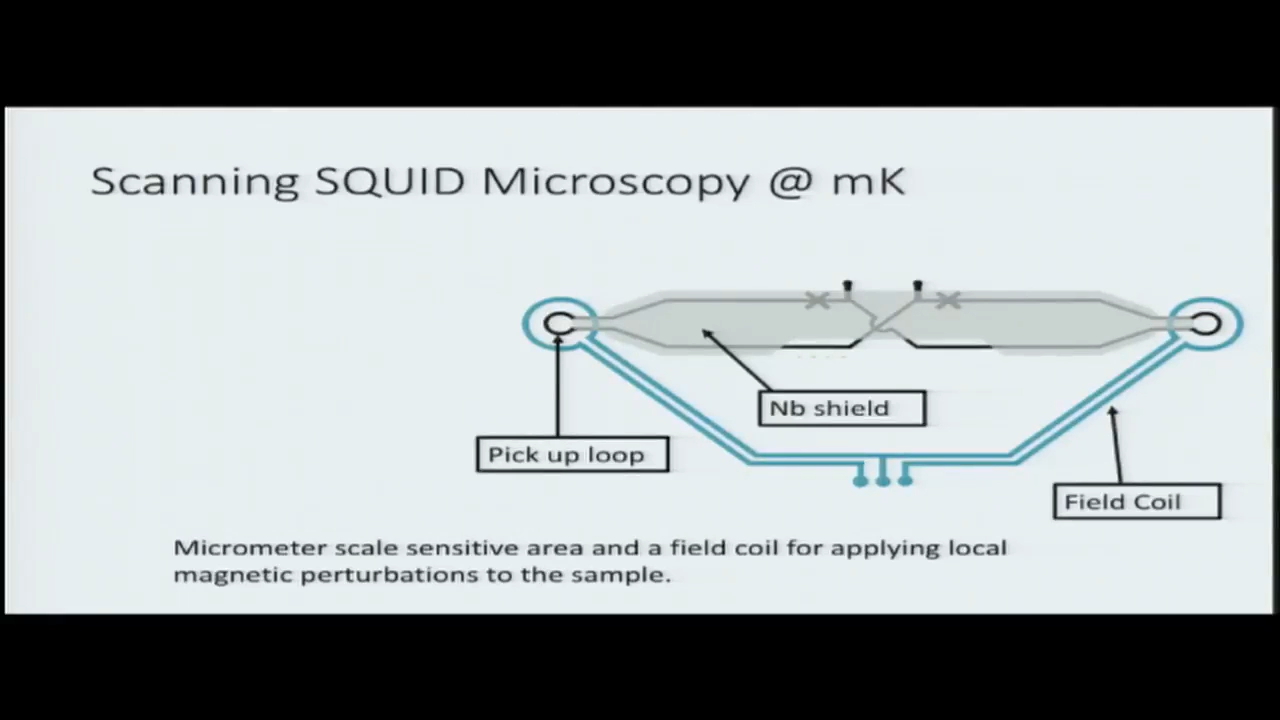 Scanning SQUID Microscopy @ mK
Nb shield
Pick up loop
Field Coil
Micrometer scale sensitive area and a field coil for applying local
magnetic perturbations to the sample.